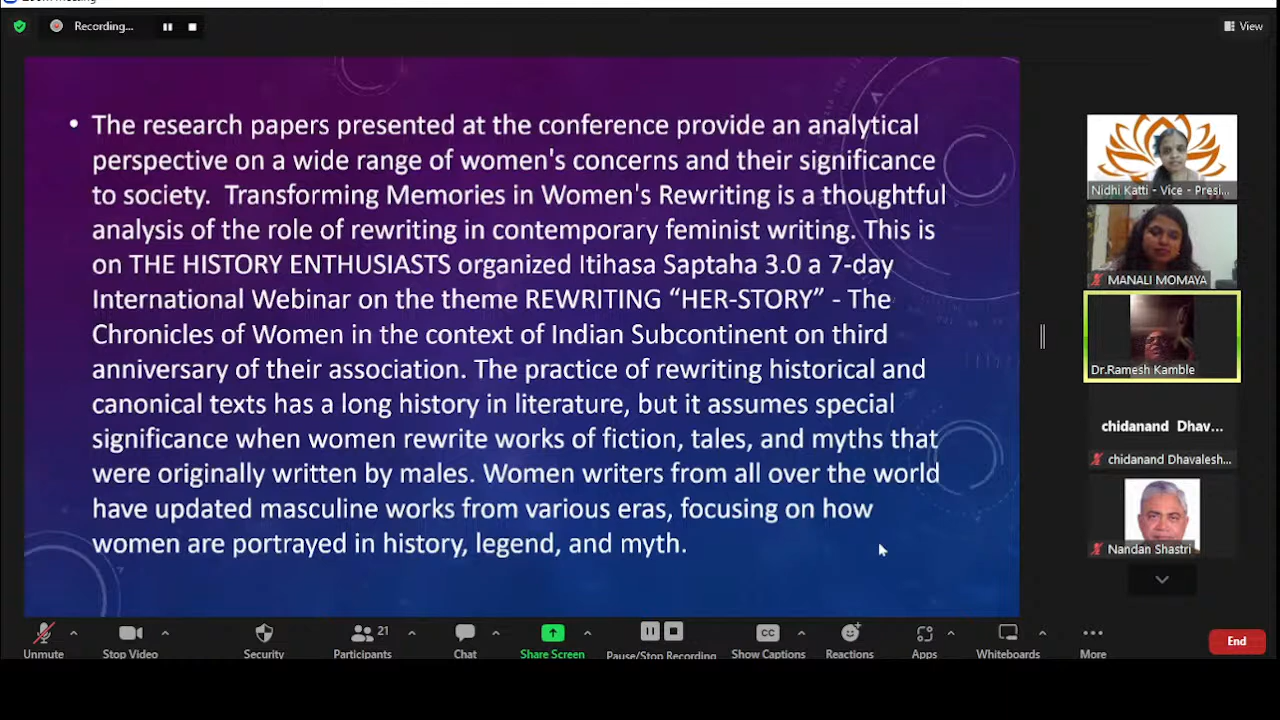 Zoom Meeting
Recording...
View
• The research papers presented at the conference provide an analytical
perspective on a wide range of women's concerns and their significance
to society.  Transforming Memories in Women's Rewriting is a thoughtful
analysis of the role of rewriting in contemporary feminist writing. This is
on THE HISTORY ENTHUSIASTS organized Itihasa Saptaha 3.0 a 7-day
International Webinar on the theme REWRITING “HER-STORY” - The
Chronicles of Women in the context of Indian Subcontinent on third
anniversary of their association. The practice of rewriting historical and
canonical texts has a long history in literature, but it assumes special
significance when women rewrite works of fiction, tales, and myths that
were originally written by males. Women writers from all over the world
have updated masculine works from various eras, focusing on how
women are portrayed in history, legend, and myth.
Nidhi Katti - Vice - Presi...
MANALI MOMAYA
Dr.Ramesh Kamble
chidanand Dhav...
chidanand Dhavalesh...
Nandan Shastri
Unmute
Stop Video
Security
21
Participants
Chat
Share Screen
Pause/Stop Recording
CC
Show Captions
Reactions
Apps
Whiteboards
More
End